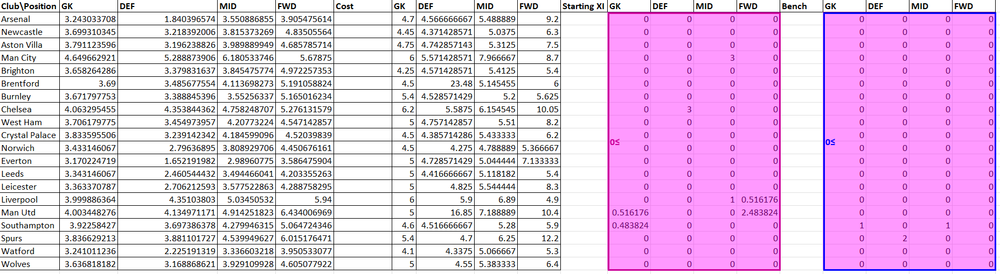 Club\Position GK DEF MID FWD Cost GK DEF MID FWD Starting XI GK DEF MID FWD Bench GK DEF MID FWD
Arsenal 3.243033708 1.840396574 3.550886855 3.905475614 4.7 4.566666667 5.488889 9.2 0 0 0 0 0 0 0 0
Newcastle 3.699310345 3.218392006 3.815373269 4.83505564 4.45 4.371428571 5.0375 6.3 0 0 0 0 0 0 0 0
Aston Villa 3.791123596 3.196238826 3.989889949 4.685785714 4.75 4.742857143 5.3125 7.5 0 0 0 0 0 0 0 0
Man City 4.649662921 5.288873906 6.180533746 5.67875 6 5.571428571 7.966667 8.7 0 0 3 0 0 0 0 0
Brighton 3.658264286 3.379831637 3.845475774 4.972257353 4.25 4.571428571 5.4125 5.4 0 0 0 0 0 0 0 0
Brentford 3.69 3.485677554 4.113698273 5.191058824 4.5 23.48 5.145455 6 0 0 0 0 0 0 0 0
Burnley 3.671797753 3.388845396 3.55256337 5.165016234 5.4 4.528571429 5.2 5.625 0 0 0 0 0 0 0 0
Chelsea 4.063295455 4.353844362 4.758248707 5.276131579 6.2 5.5875 6.154545 10.05 0 3 0 0 0 0 0 0
West Ham 3.706179775 3.454973957 4.20773224 4.547142857 5 4.757142857 5.51 8.2 0 0 0 0 0 0 0 0
Crystal Palace 3.833595506 3.239142342 4.184599096 4.52039839 4.5 4.385714286 5.433333 6.2 0 0 0 0 0 0 0 0
0≤ 0≤
Norwich 3.433146067 2.79636895 3.808929706 4.450676161 4.5 4.275 4.788889 5.366667 0 0 0 0 0 0 0 0
Everton 3.170224719 1.652191982 2.98960775 3.586475904 5 4.728571429 5.044444 7.133333 0 0 0 0 0 0 0 0
Leeds 3.343146067 2.460544432 3.494466041 4.203355263 5 4.416666667 5.118182 5.4 0 0 0 0 0 0 0 0
Leicester 3.363370787 2.706212593 3.577522863 4.288758295 5 4.825 5.544444 8.3 0 0 0 0 0 0 0 0
Liverpool 3.999886364 4.35103803 5.03450532 5.94 6 5.9 6.89 4.9 0 0 1 0.516176 0 0 0 0
Man Utd 4.003448276 4.134971171 4.914251823 6.434006969 5 16.85 7.188889 10.4 0.516176 0 0 2.483824 0 0 0 0
Southampton 3.92258427 3.697386378 4.279946315 5.064724346 4.6 4.516666667 5.28 5.9 0.483824 0 0 0 1 0 1 0
Spurs 3.836629213 3.881101727 4.539949627 6.015176471 5.4 4.7 6.25 12.2 0 0 0 0 0 2 0 0
Watford 3.241011236 2.225191319 3.336603218 3.950533077 4.1 4.3375 5.066667 5.3 0 0 0 0 0 0 0 0
Wolves 3.636818182 3.168868621 3.929109928 4.605077922 5 4.55 5.383333 6.4 0 0 0 0 0 0 0 0